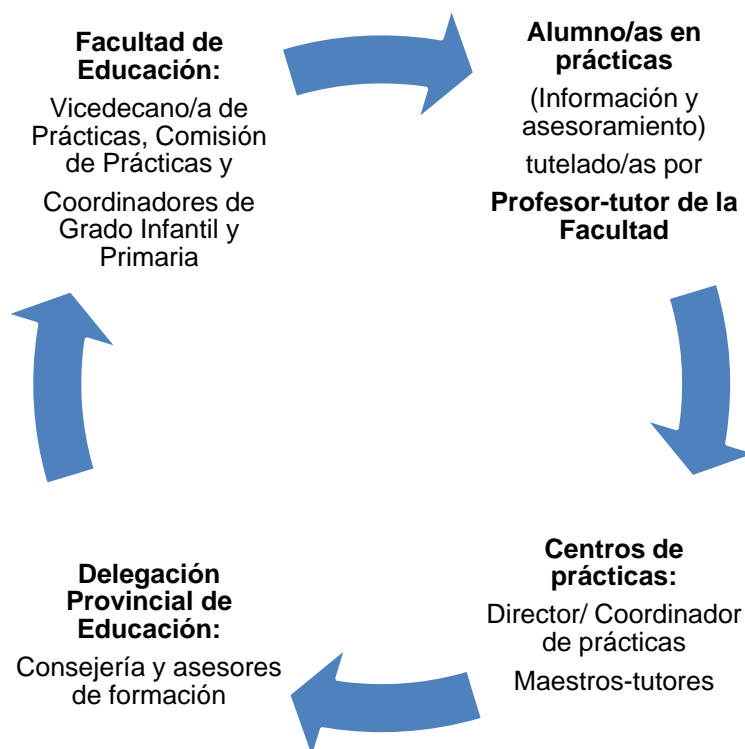 Facultad de
Educación:
Vicedecano/a de
Prácticas, Comisión
de Prácticas y
Coordinadores de
Grado Infantil y
Primaria
Alumno/as en
prácticas
(Información y
asesoramiento)
tutelado/as por
Profesor-tutor de la
Facultad
Centros de
prácticas:
Director/ Coordinador
de prácticas
Maestros-tutores
Delegación
Provincial de
Educación:
Consejería y asesores
de formación